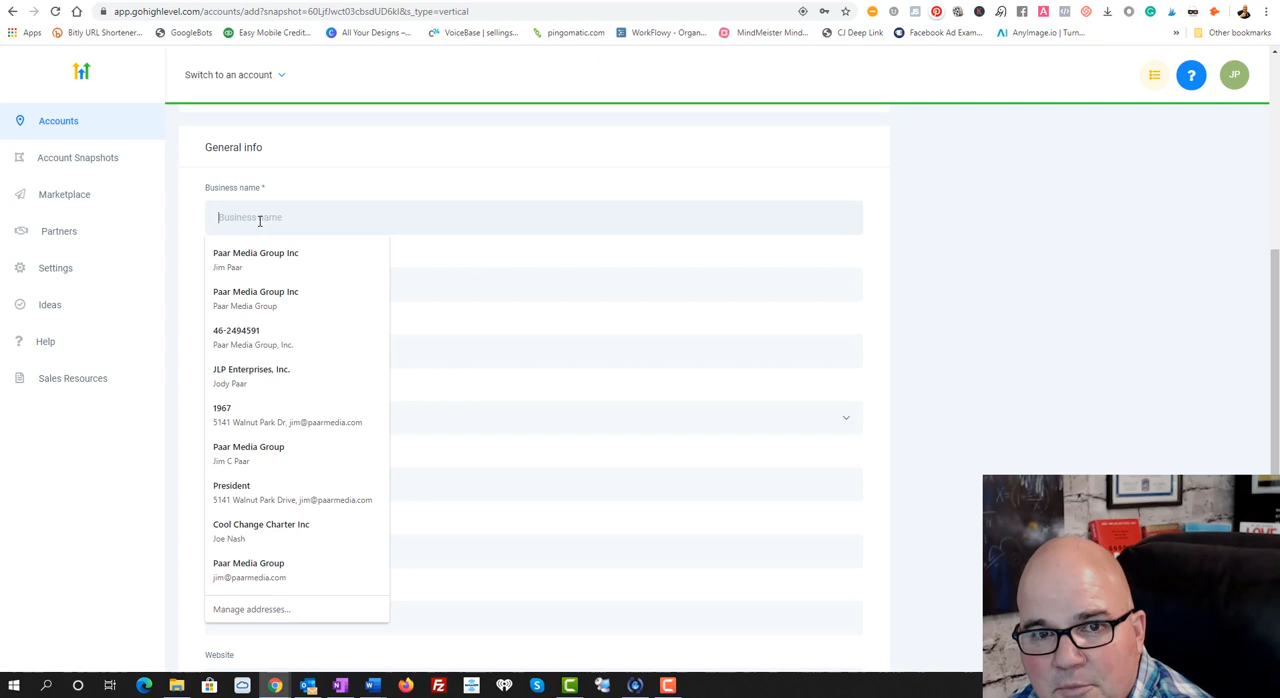 app.gohighlevel.com/accounts/add?snapshot=60LjfJwct03cbsdUD6kI&s_type=vertical
Apps
Bitly URL Shortener...
GoogleBots
Easy Mobile Credit...
All Your Designs –...
VoiceBase | sellings...
pingomatic.com
WorkFlowy - Organ...
MindMeister Mind...
CJ Deep Link
Facebook Ad Exam...
AnyImage.io | Turn...
»
Other bookmarks
Switch to an account
?
JP
Accounts
Account Snapshots
Marketplace
Partners
Settings
Ideas
Help
Sales Resources
General info
Business name *
Business name
Paar Media Group Inc
Jim Paar
Paar Media Group Inc
Paar Media Group
46-2494591
Paar Media Group, Inc.
JLP Enterprises, Inc.
Jody Paar
1967
5141 Walnut Park Dr, jim@paarmedia.com
Paar Media Group
Jim C Paar
President
5141 Walnut Park Drive, jim@paarmedia.com
Cool Change Charter Inc
Joe Nash
Paar Media Group
jim@paarmedia.com
Manage addresses...
Website
LOVE